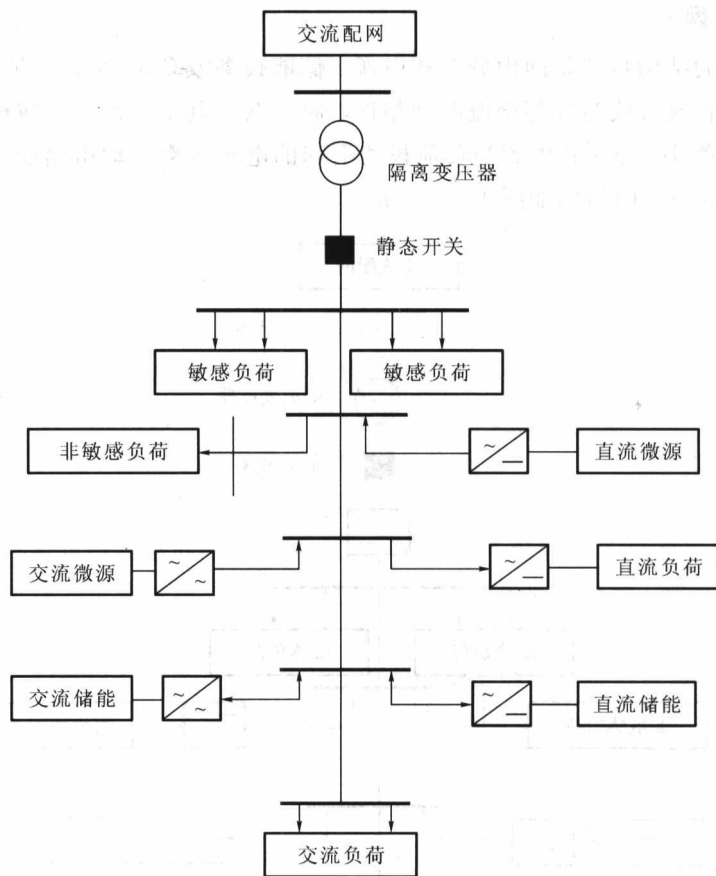 交流配网
隔离变压器
静态开关
敏感负荷
敏感负荷
非敏感负荷
直流微源
交流微源
直流负荷
交流储能
直流储能
交流负荷